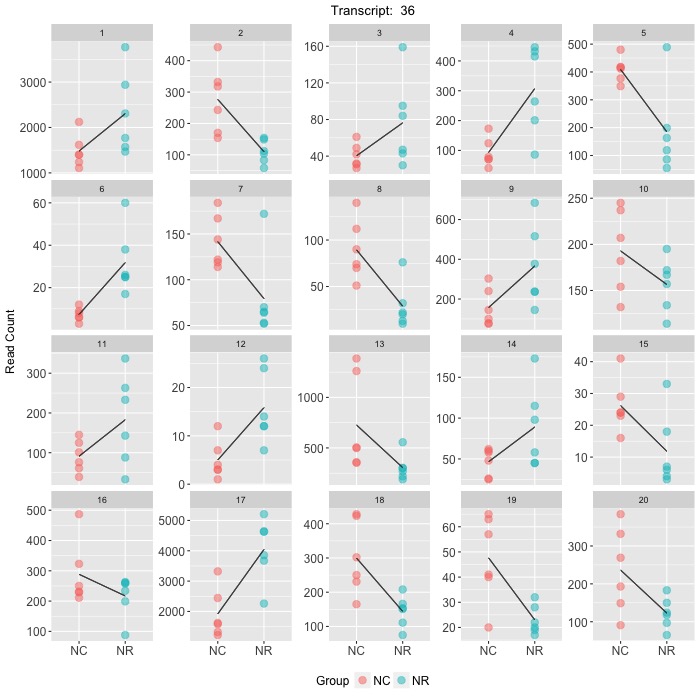 Transcript: 36
1 2 3 4 5
3000 2000 1000
400 300 200 100
160 120 80 40
400 300 200 100
500 400 300 200 100
6 7 8 9 10
60 40 20
150 100 50
100 50
600 400 200
250 200 150
Read Count
11 12 13 14 15
300 200 100
20 10 0
1000 500
150 100 50
40 30 20 10
16 17 18 19 20
500 400 300 200 100
5000 4000 3000 2000
400 300 200 100
60 50 40 30 20
300 200 100
NC NR NC NR NC NR NC NR NC NR
Group NC NR